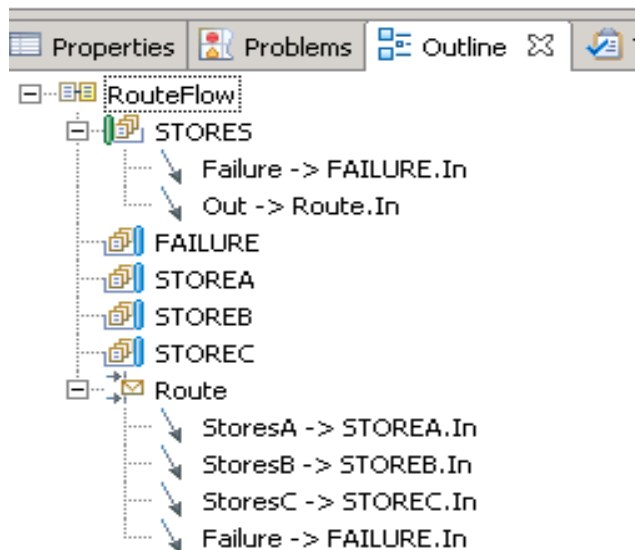 Properties Problems Outline
RouteFlow
STORES
Failure -> FAILURE.In
Out -> Route.In
FAILURE
STOREA
STOREB
STOREC
Route
StoresA -> STOREA.In
StoresB -> STOREB.In
StoresC -> STOREC.In
Failure -> FAILURE.In